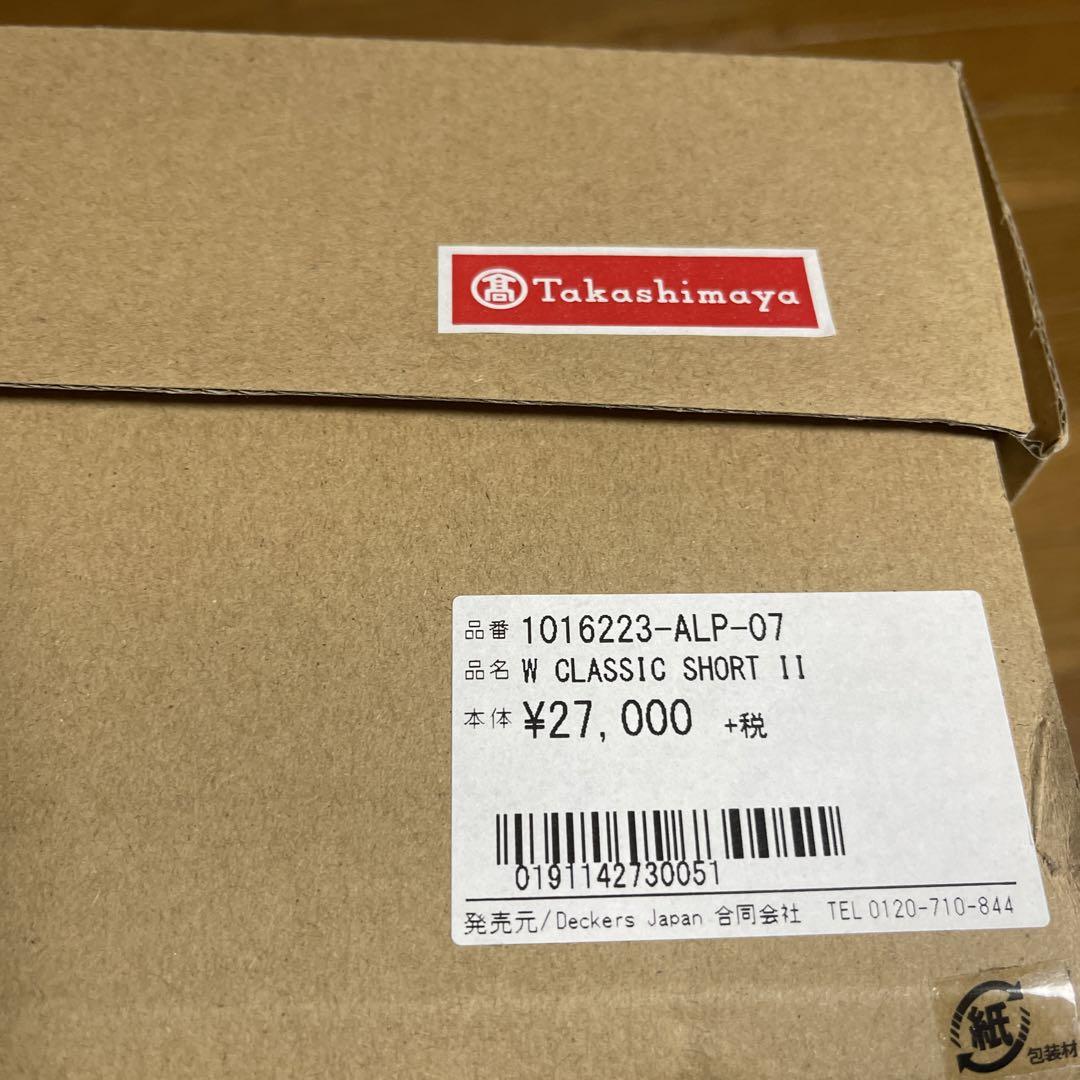 髙 Takashimaya
品番 1016223-ALP-07
品名 W CLASSIC SHORT II
本体 ¥27,000 +税
0191142730051
発売元/Deckers Japan 合同会社 TEL 0120-710-844
紙
包装材